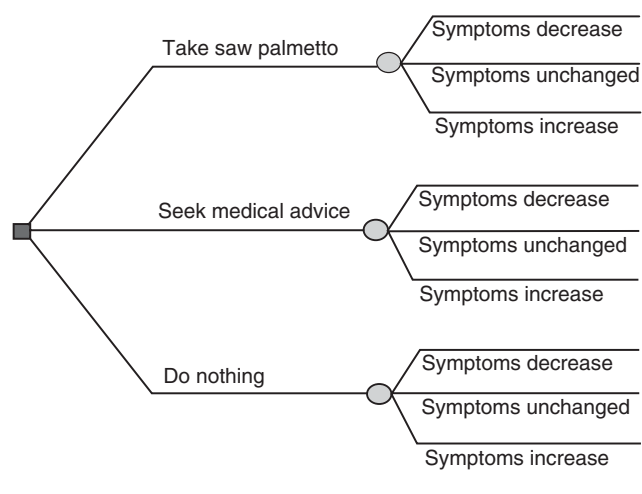 Take saw palmetto
Symptoms decrease
Symptoms unchanged
Symptoms increase
Seek medical advice
Symptoms decrease
Symptoms unchanged
Symptoms increase
Do nothing
Symptoms decrease
Symptoms unchanged
Symptoms increase